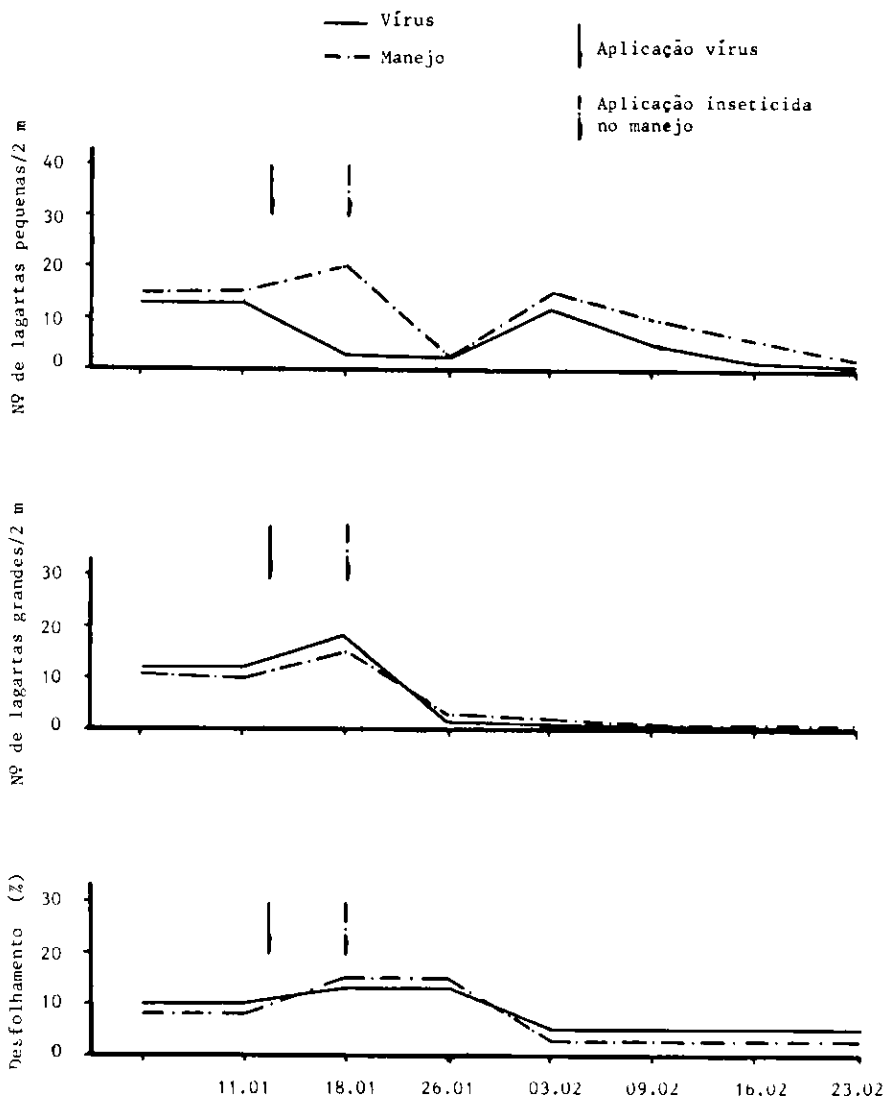 Vírus
Manejo
Aplicação vírus
Aplicação inseticida
no manejo
Nº de lagartas pequenas/2 m
40
30
20
10
0
Nº de lagartas grandes/2 m
30
20
10
0
Desfolhamento (%)
30
20
10
0
11.01 18.01 26.01 03.02 09.02 16.02 23.02